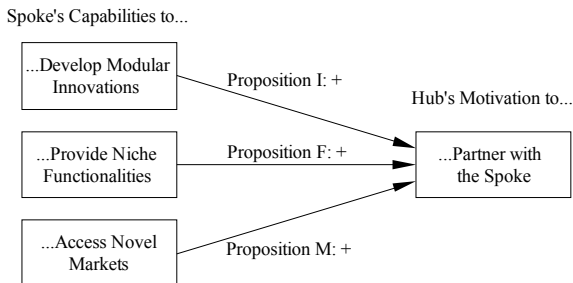 Spoke's Capabilities to...
...Develop Modular
Innovations
Proposition I: +
Hub's Motivation to...
...Provide Niche
Functionalities
Proposition F: +
...Partner with
the Spoke
...Access Novel
Markets
Proposition M: +